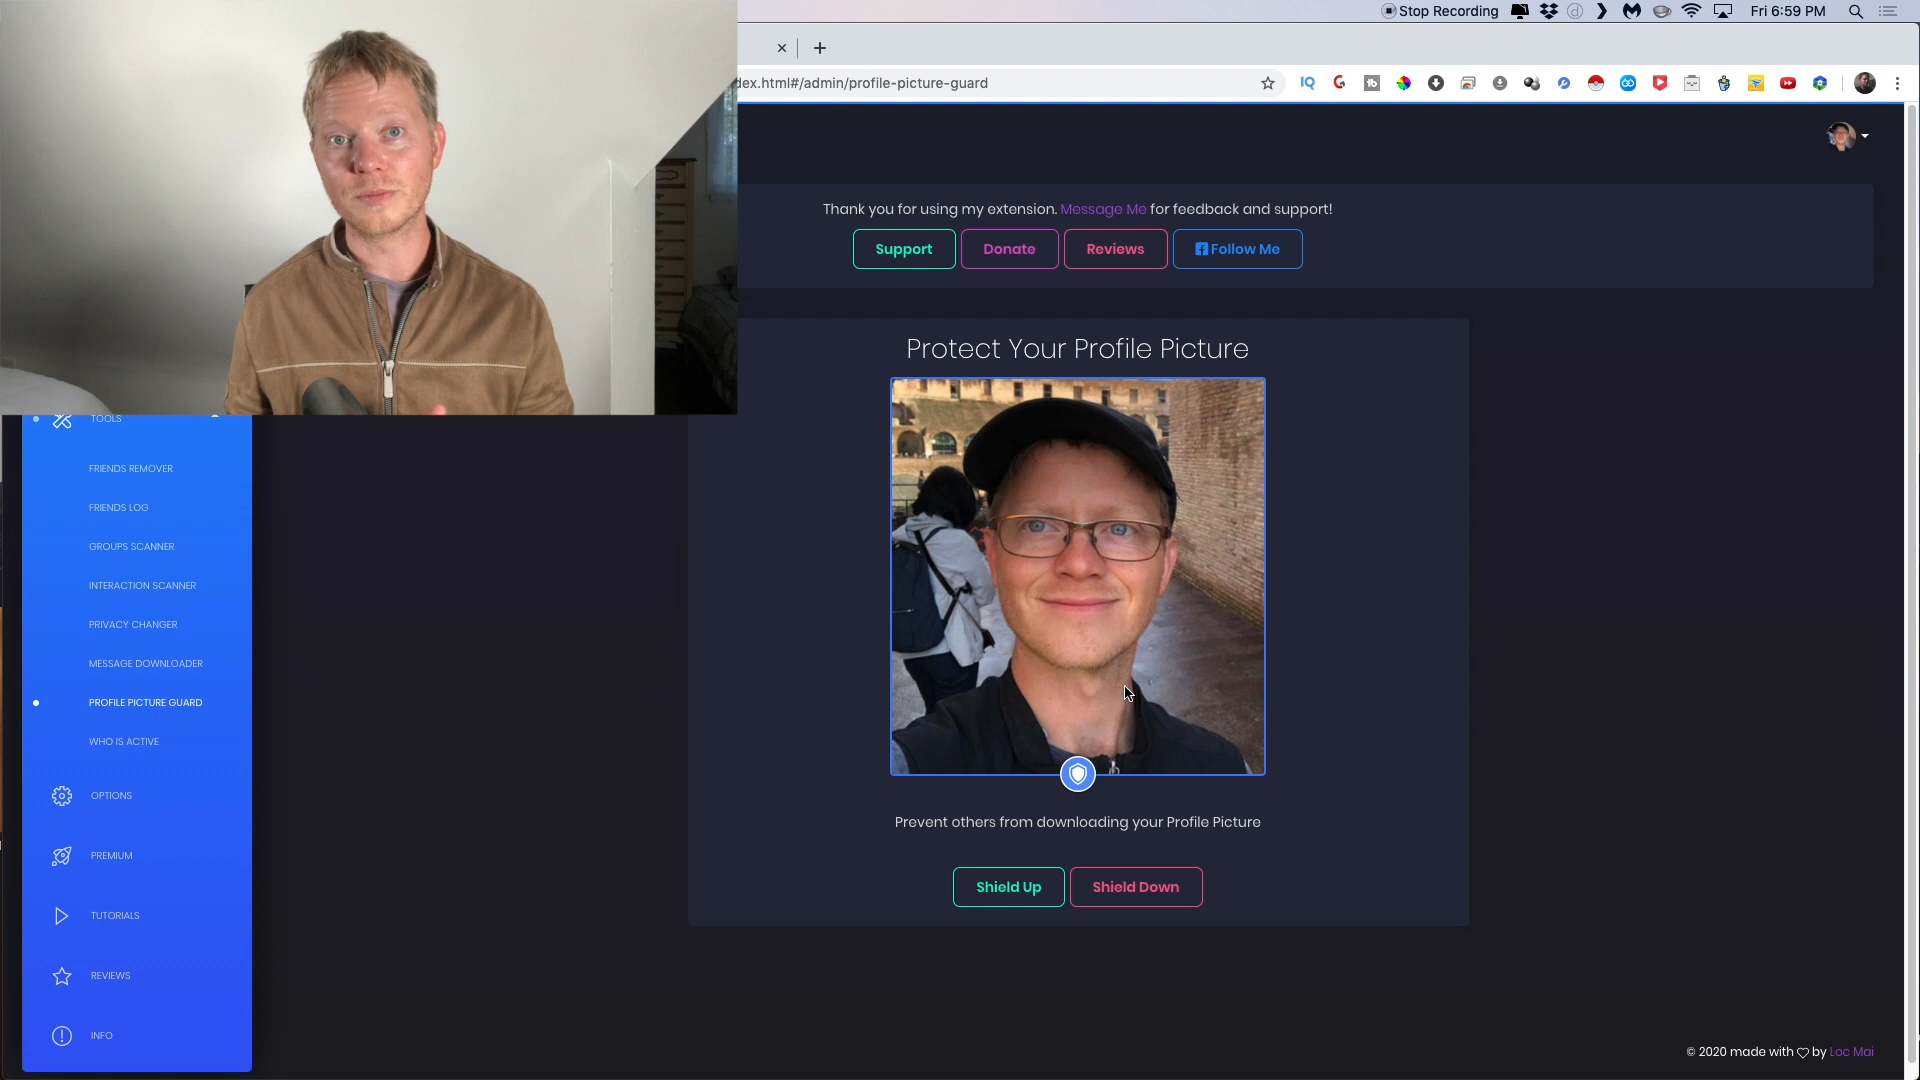 Stop Recording
Fri 6:59 PM
dex.html#/admin/profile-picture-guard
IQ
Thank you for using my extension. Message Me for feedback and support!
Support
Donate
Reviews
Follow Me
Protect Your Profile Picture
TOOLS
FRIENDS REMOVER
FRIENDS LOG
GROUPS SCANNER
INTERACTION SCANNER
PRIVACY CHANGER
MESSAGE DOWNLOADER
PROFILE PICTURE GUARD
WHO IS ACTIVE
OPTIONS
PREMIUM
TUTORIALS
REVIEWS
INFO
Prevent others from downloading your Profile Picture
Shield Up
Shield Down
© 2020 made with by Loc Mai